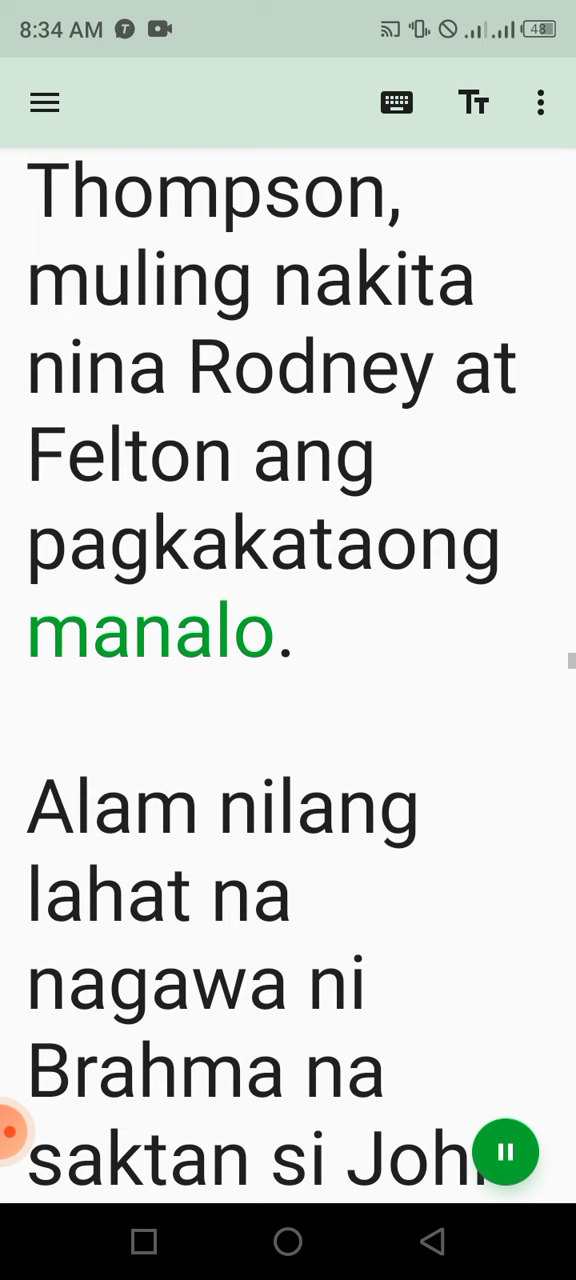 8:34 AM
48
Thompson,
muling nakita
nina Rodney at
Felton ang
pagkakataong
manalo.
Alam nilang
lahat na
nagawa ni
Brahma na
saktan si